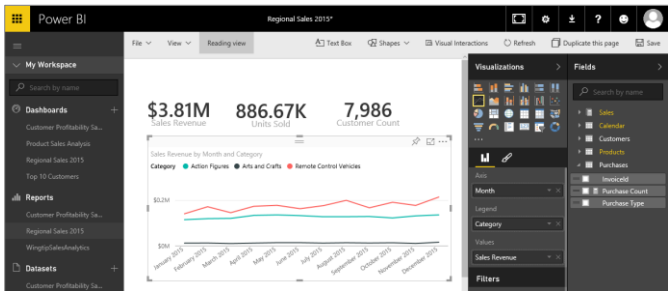 Power BI
Regional Sales 2015*
?
File
View
Reading view
Text Box
Shapes
Visual Interactions
Refresh
Duplicate this page
Save
My Workspace
Search by name
Dashboards
Customer Profitability Sa...
Product Sales Analysis
Regional Sales 2015
Top 10 Customers
Reports
Customer Profitability Sa...
Regional Sales 2015
WingtipSalesAnalytics
Datasets
Customer Profitability Sa...
$3.81M
Sales Revenue
886.67K
Units Sold
7,986
Customer Count
Sales Revenue by Month and Category
Category Action Figures Arts and Crafts Remote Control Vehicles
$0.2M
$0M
January 2015
February 2015
March 2015
April 2015
May 2015
June 2015
July 2015
August 2015
September 2015
October 2015
November 2015
December 2015
Visualizations
Axis
Month
Legend
Category
Values
Sales Revenue
Filters
Fields
Search by name
Sales
Calendar
Customers
Products
Purchases
InvoiceId
Purchase Count
Purchase Type